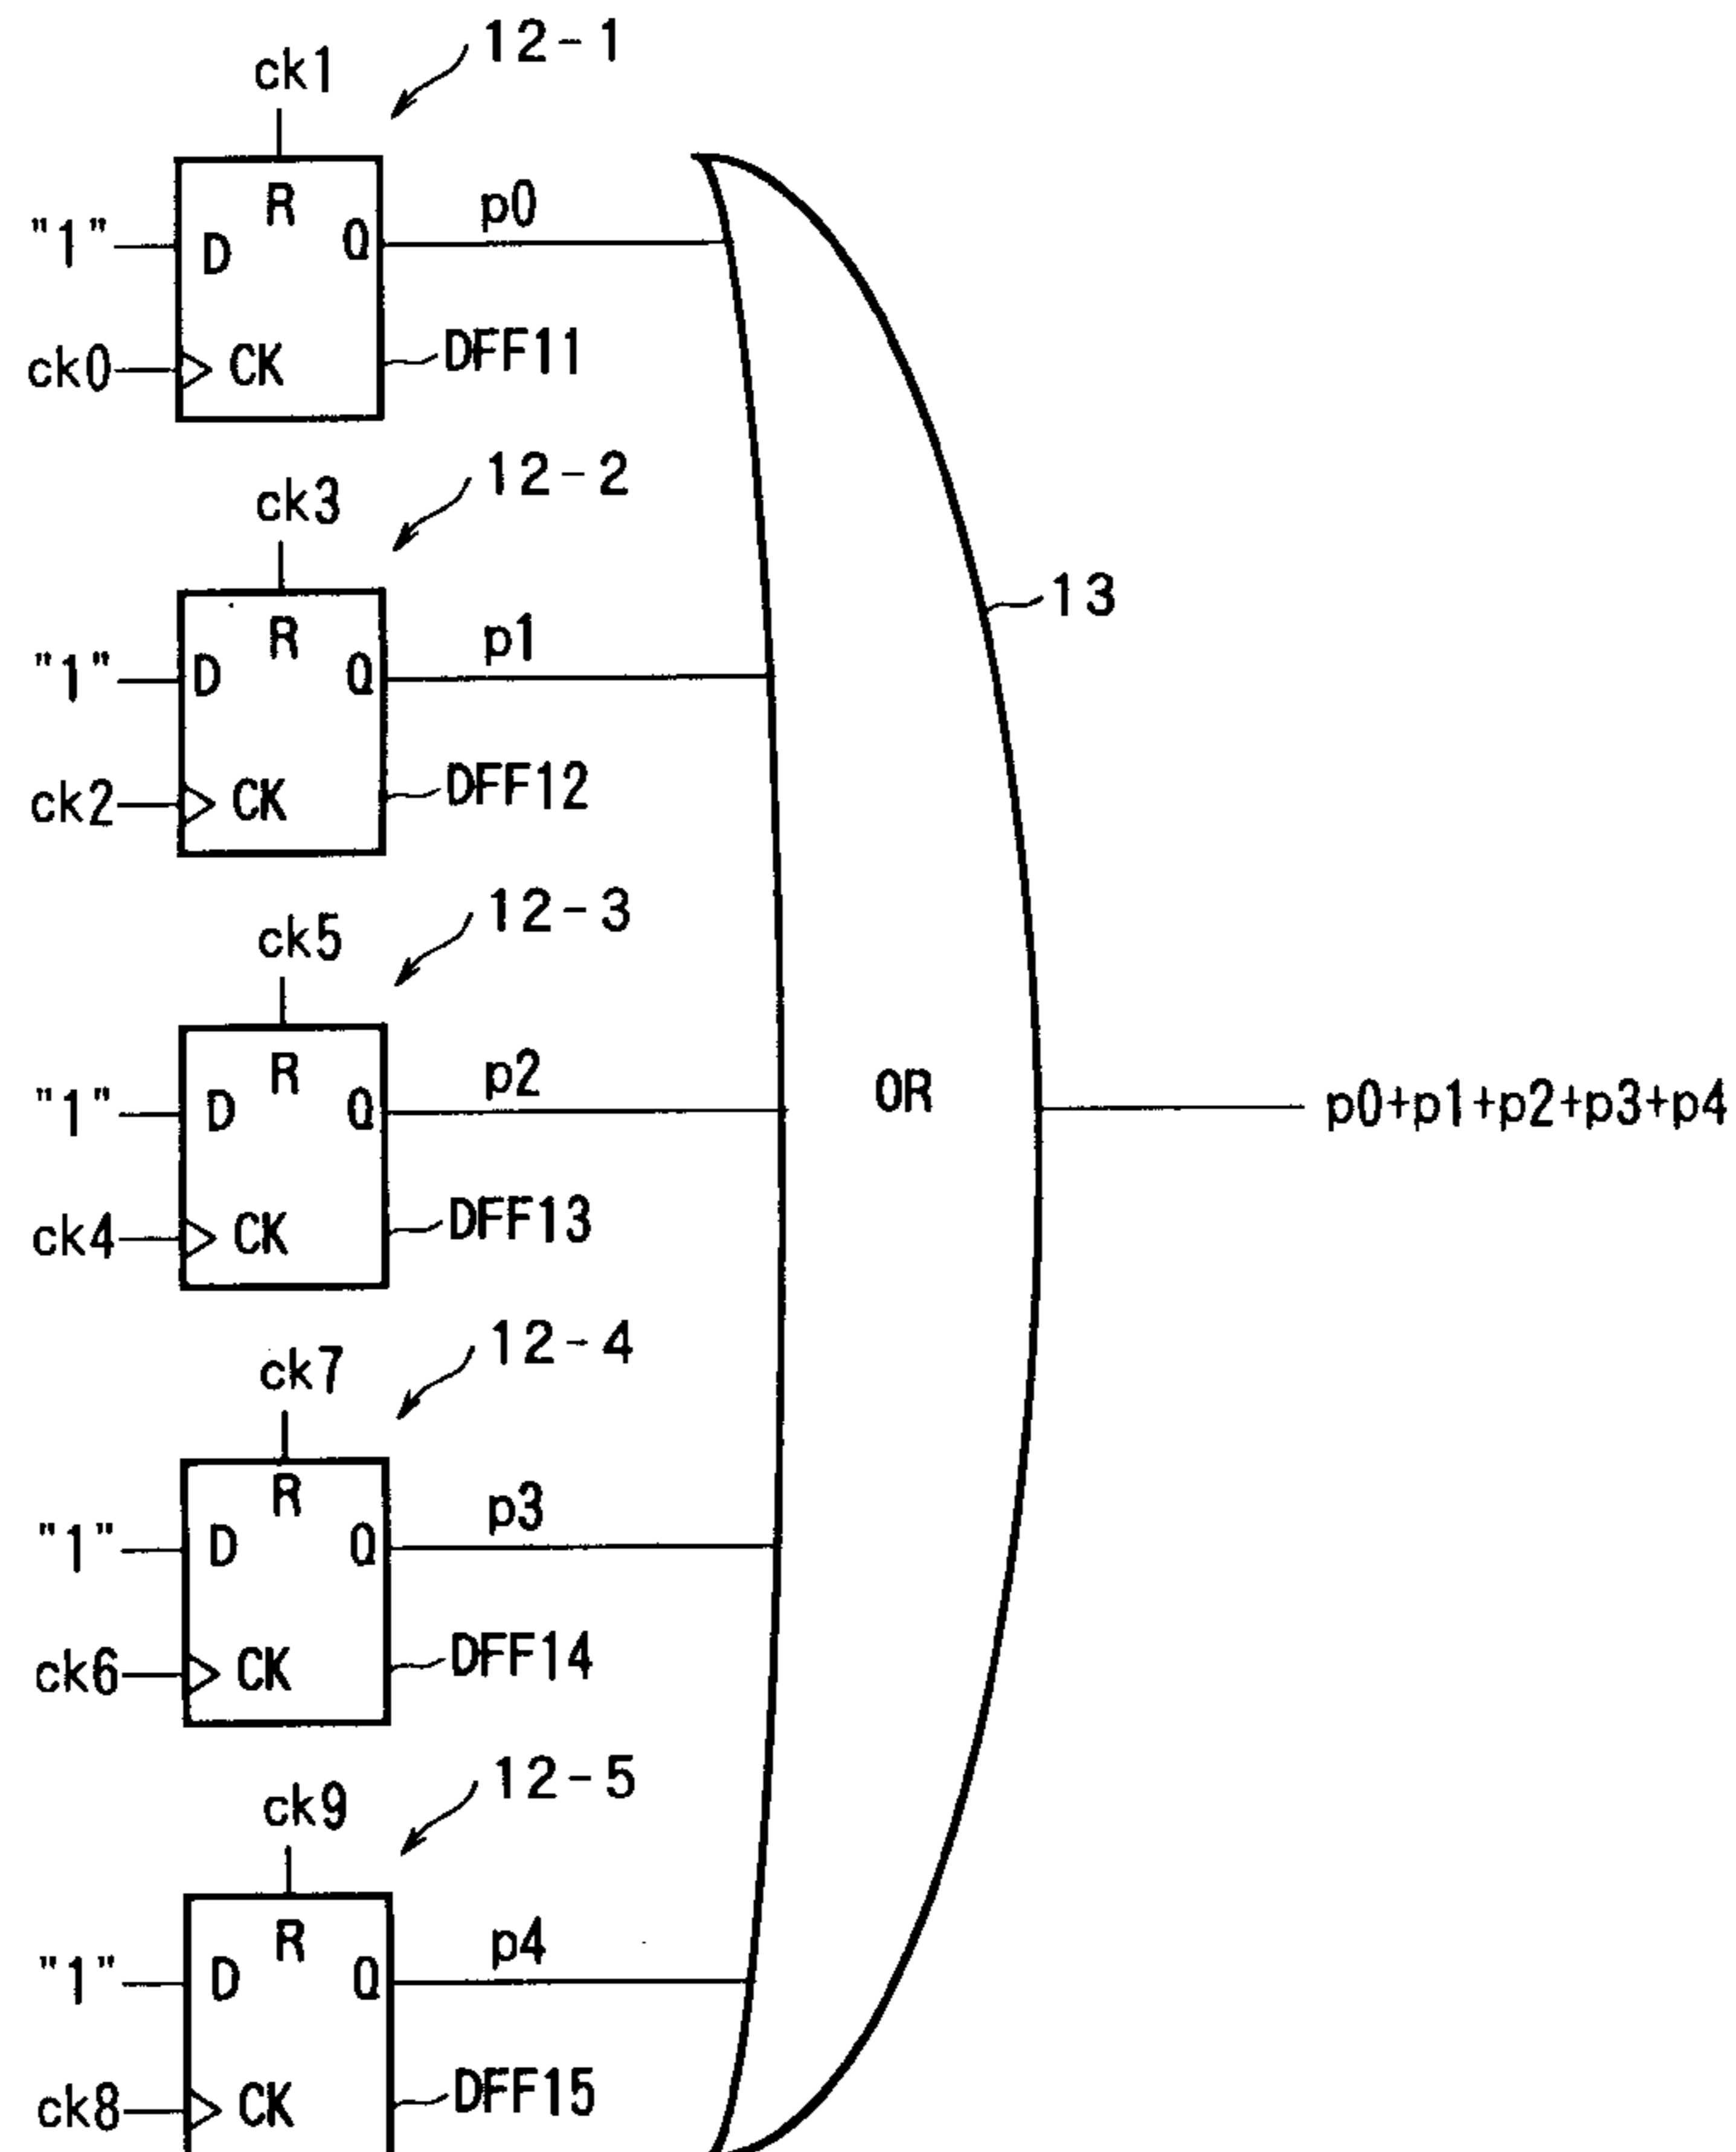 12-1
ck1
R
p0
"1"
D
Q
ck0
CK
DFF11
12-2
ck3
R
p1
"1"
D
Q
13
ck2
CK
DFF12
12-3
ck5
R
p2
"1"
D
Q
OR
p0+p1+p2+p3+p4
ck4
CK
DFF13
12-4
ck7
R
p3
"1"
D
Q
ck6
CK
DFF14
12-5
ck9
R
p4
"1"
D
Q
ck8
CK
DFF15